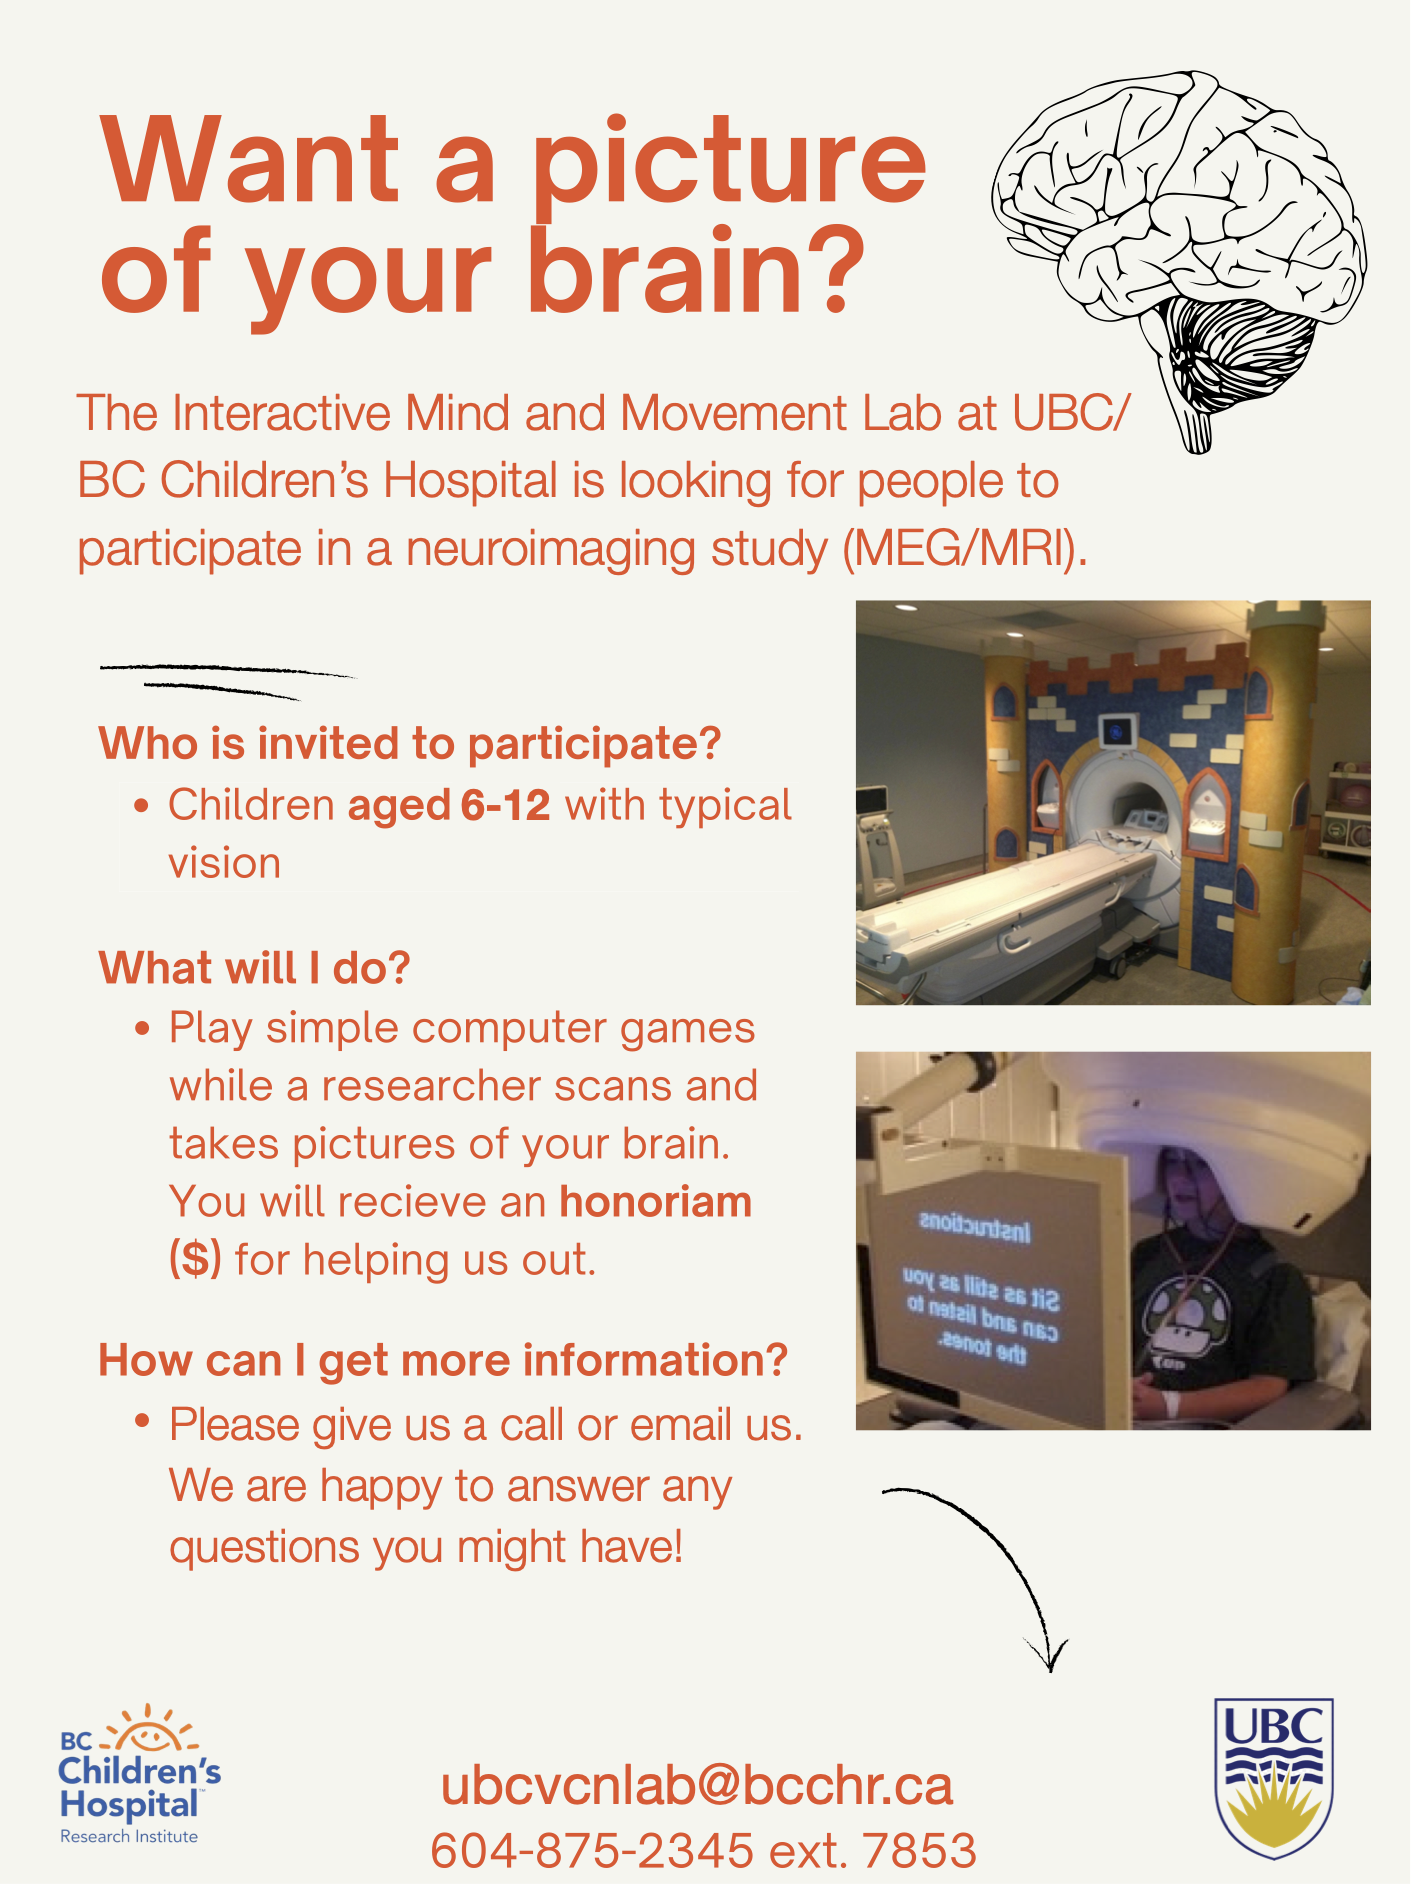 Want a picture
of your brain?
The Interactive Mind and Movement Lab at UBC/
BC Children's Hospital is looking for people to
participate in a neuroimaging study (MEG/MRI).
Who is invited to participate?
• Children aged 6-12 with typical
vision
What will I do?
• Play simple computer games
while a researcher scans and
takes pictures of your brain.
You will recieve an honoriam
($) for helping us out.
How can I get more information?
• Please give us a call or email us.
We are happy to answer any
questions you might have!
Instructions
Sit as still as you
can and listen to
the tones.
BC
Children's
Hospital™
Research Institute
ubcvcnlab@bcchr.ca
604-875-2345 ext. 7853
UBC